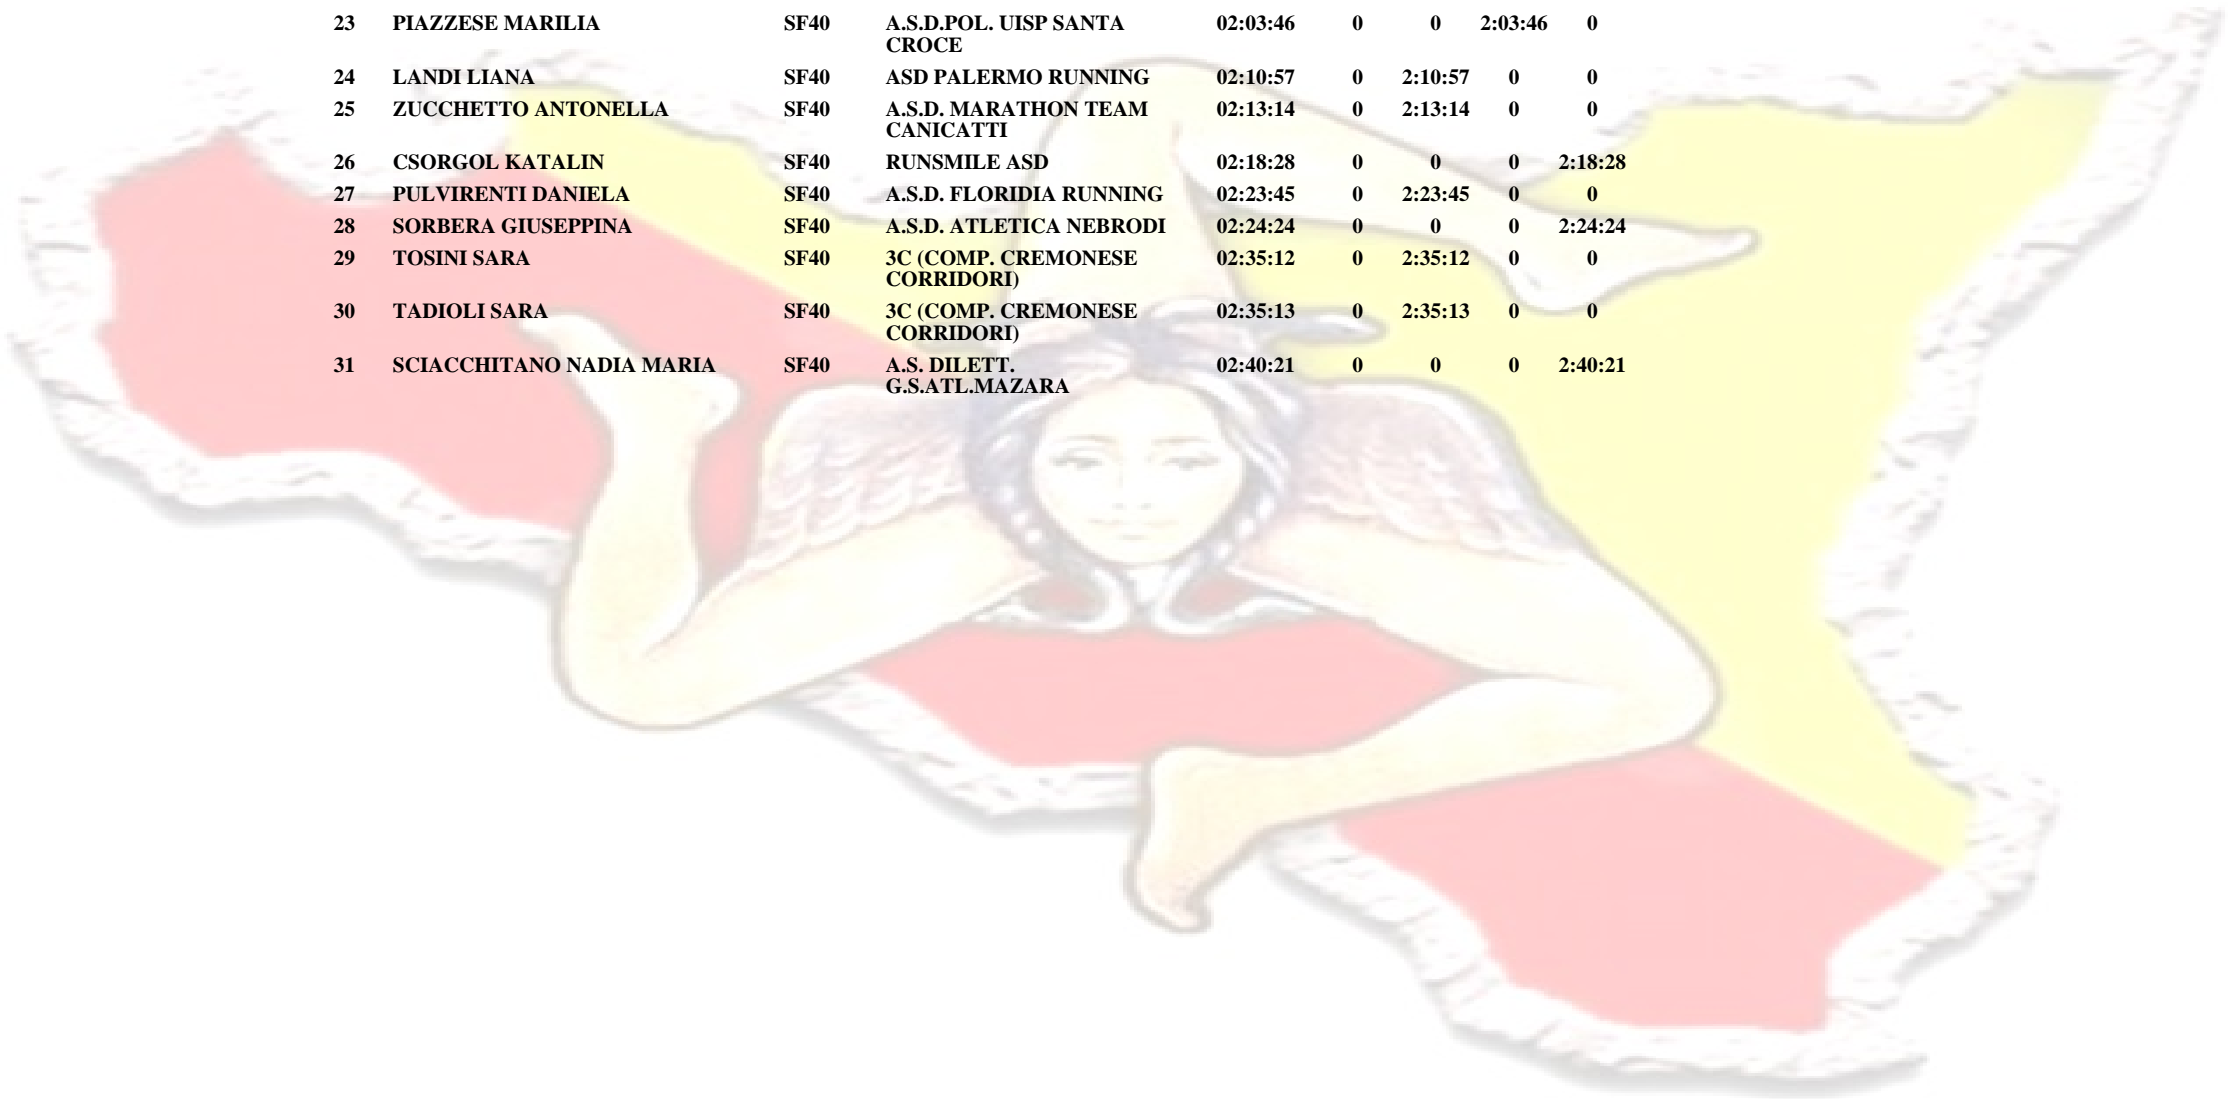 23 PIAZZESE MARILIA SF40 A.S.D.POL. UISP SANTA 02:03:46 0 0 2:03:46 0
CROCE
24 LANDI LIANA SF40 ASD PALERMO RUNNING 02:10:57 0 2:10:57 0 0
25 ZUCCHETTO ANTONELLA SF40 A.S.D. MARATHON TEAM 02:13:14 0 2:13:14 0 0
CANICATTI
26 CSORGOL KATALIN SF40 RUNSMILE ASD 02:18:28 0 0 0 2:18:28
27 PULVIRENTI DANIELA SF40 A.S.D. FLORIDIA RUNNING 02:23:45 0 2:23:45 0 0
28 SORBERA GIUSEPPINA SF40 A.S.D. ATLETICA NEBRODI 02:24:24 0 0 0 2:24:24
29 TOSINI SARA SF40 3C (COMP. CREMONESE 02:35:12 0 2:35:12 0 0
CORRIDORI)
30 TADIOLI SARA SF40 3C (COMP. CREMONESE 02:35:13 0 2:35:13 0 0
CORRIDORI)
31 SCIACCHITANO NADIA MARIA SF40 A.S. DILETT. 02:40:21 0 0 0 2:40:21
G.S.ATL.MAZARA